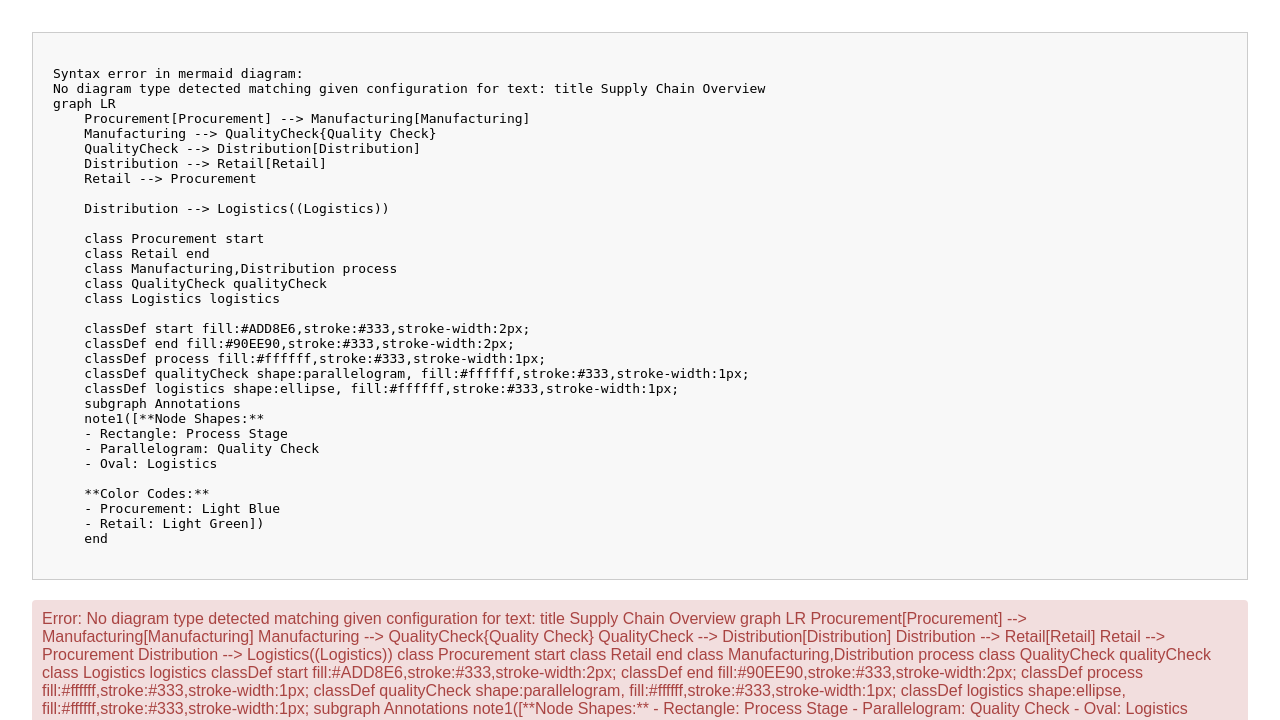 Syntax error in mermaid diagram:
No diagram type detected matching given configuration for text: title Supply Chain Overview
graph LR
    Procurement[Procurement] --> Manufacturing[Manufacturing]
    Manufacturing --> QualityCheck{Quality Check}
    QualityCheck --> Distribution[Distribution]
    Distribution --> Retail[Retail]
    Retail --> Procurement

    Distribution --> Logistics((Logistics))

    class Procurement start
    class Retail end
    class Manufacturing,Distribution process
    class QualityCheck qualityCheck
    class Logistics logistics

    classDef start fill:#ADD8E6,stroke:#333,stroke-width:2px;
    classDef end fill:#90EE90,stroke:#333,stroke-width:2px;
    classDef process fill:#ffffff,stroke:#333,stroke-width:1px;
    classDef qualityCheck shape:parallelogram, fill:#ffffff,stroke:#333,stroke-width:1px;
    classDef logistics shape:ellipse, fill:#ffffff,stroke:#333,stroke-width:1px;
    subgraph Annotations
    note1([**Node Shapes:**
    - Rectangle: Process Stage
    - Parallelogram: Quality Check
    - Oval: Logistics

    **Color Codes:**
    - Procurement: Light Blue
    - Retail: Light Green])
    end

Error: No diagram type detected matching given configuration for text: title Supply Chain Overview graph LR Procurement[Procurement] -->
Manufacturing[Manufacturing] Manufacturing --> QualityCheck{Quality Check} QualityCheck --> Distribution[Distribution] Distribution --> Retail[Retail] Retail -->
Procurement Distribution --> Logistics((Logistics)) class Procurement start class Retail end class Manufacturing,Distribution process class QualityCheck qualityCheck
class Logistics logistics classDef start fill:#ADD8E6,stroke:#333,stroke-width:2px; classDef end fill:#90EE90,stroke:#333,stroke-width:2px; classDef process
fill:#ffffff,stroke:#333,stroke-width:1px; classDef qualityCheck shape:parallelogram, fill:#ffffff,stroke:#333,stroke-width:1px; classDef logistics shape:ellipse,
fill:#ffffff,stroke:#333,stroke-width:1px; subgraph Annotations note1([**Node Shapes:** - Rectangle: Process Stage - Parallelogram: Quality Check - Oval: Logistics